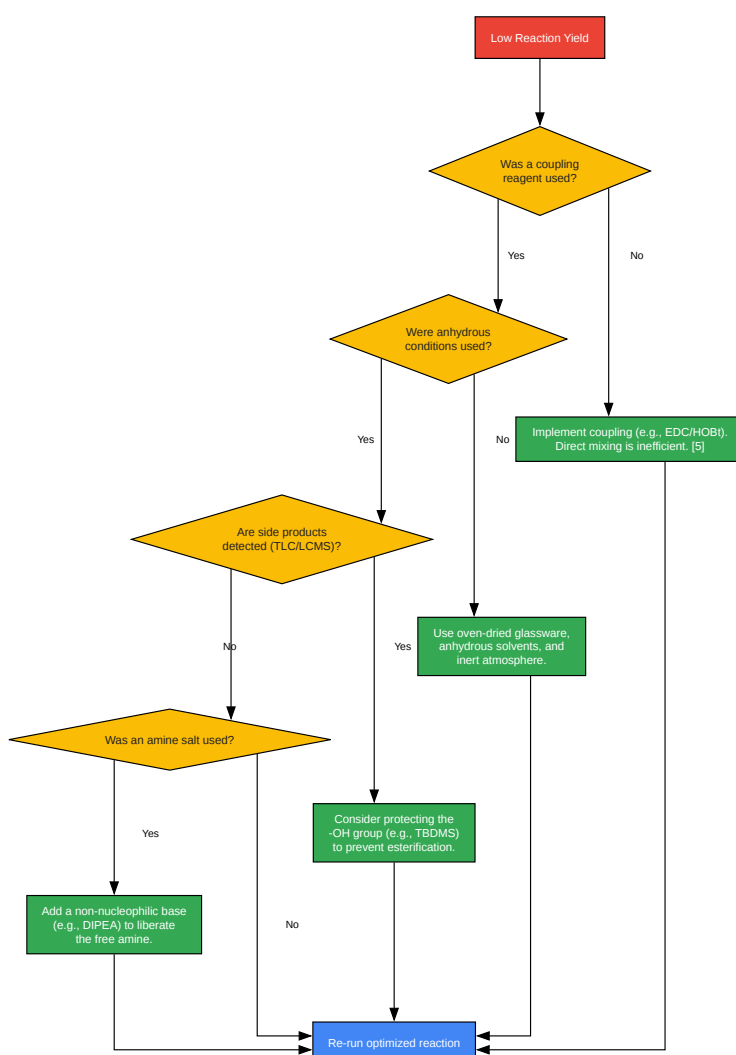 Low Reaction Yield
Was a coupling
reagent used?
Yes
No
Were anhydrous
conditions used?
Implement coupling (e.g., EDC/HOBt).
Direct mixing is inefficient. [5]
Yes
No
Are side products
detected (TLC/LCMS)?
Use oven-dried glassware,
anhydrous solvents, and
inert atmosphere.
No
Yes
Was an amine salt used?
Consider protecting the
-OH group (e.g., TBDMS)
to prevent esterification.
Yes
Add a non-nucleophilic base
(e.g., DIPEA) to liberate
the free amine.
No
Re-run optimized reaction